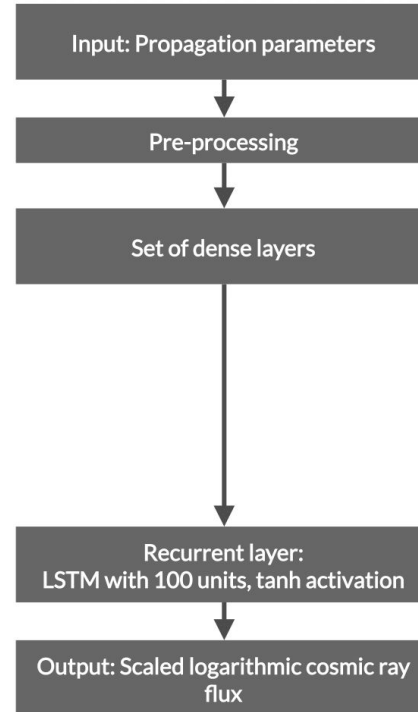 Input: Propagation parameters
Pre-processing
Set of dense layers
Recurrent layer:
LSTM with 100 units, tanh activation
Output: Scaled logarithmic cosmic ray
flux